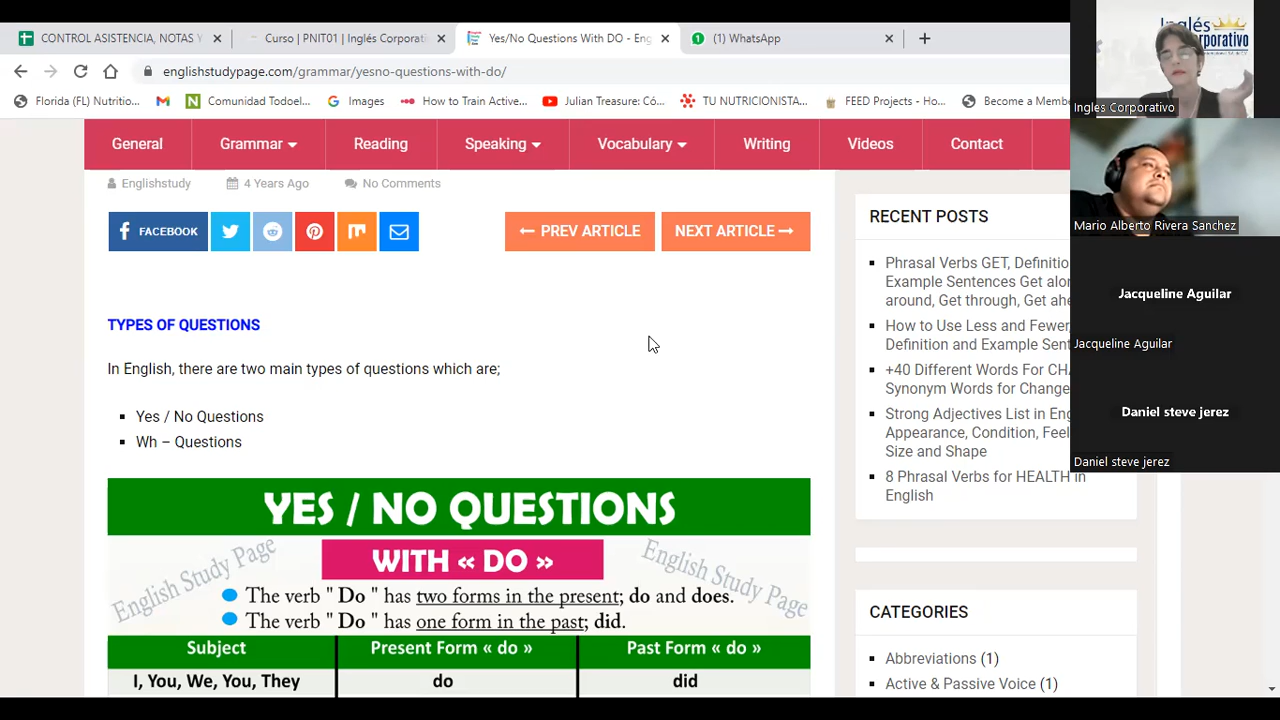 CONTROL ASISTENCIA, NOTAS Y
Curso | PNIT01 | Inglés Corporati
Yes/No Questions With DO - Eng
(1) WhatsApp
englishstudypage.com/grammar/yesno-questions-with-do/
Florida (FL) Nutritio...
Comunidad Todoel...
Images
How to Train Active...
Julian Treasure: Có...
TU NUTRICIONISTA...
FEED Projects - Ho...
Become a Membe
General
Grammar
Reading
Speaking
Vocabulary
Writing
Videos
Contact
Englishstudy
4 Years Ago
No Comments
FACEBOOK
← PREV ARTICLE
NEXT ARTICLE →
TYPES OF QUESTIONS
In English, there are two main types of questions which are;
Yes / No Questions
Wh – Questions
YES / NO QUESTIONS
WITH « DO »
English Study Page
English Study Page
The verb " Do " has two forms in the present; do and does.
The verb " Do " has one form in the past; did.
Subject
Present Form « do »
Past Form « do »
I, You, We, You, They
do
did
RECENT POSTS
Phrasal Verbs GET, Definitio
Example Sentences Get alon
around, Get through, Get ahe
How to Use Less and Fewer,
Definition and Example Sent
+40 Different Words For CHA
Synonym Words for Change
Strong Adjectives List in Eng
Appearance, Condition, Feel
Size and Shape
8 Phrasal Verbs for HEALTH in
English
CATEGORIES
Abbreviations (1)
Active & Passive Voice (1)
Inglés
rporativo
Ingles Corporativo
Mario Alberto Rivera Sanchez
Jacqueline Aguilar
Jacqueline Aguilar
Daniel steve jerez
Daniel steve jerez